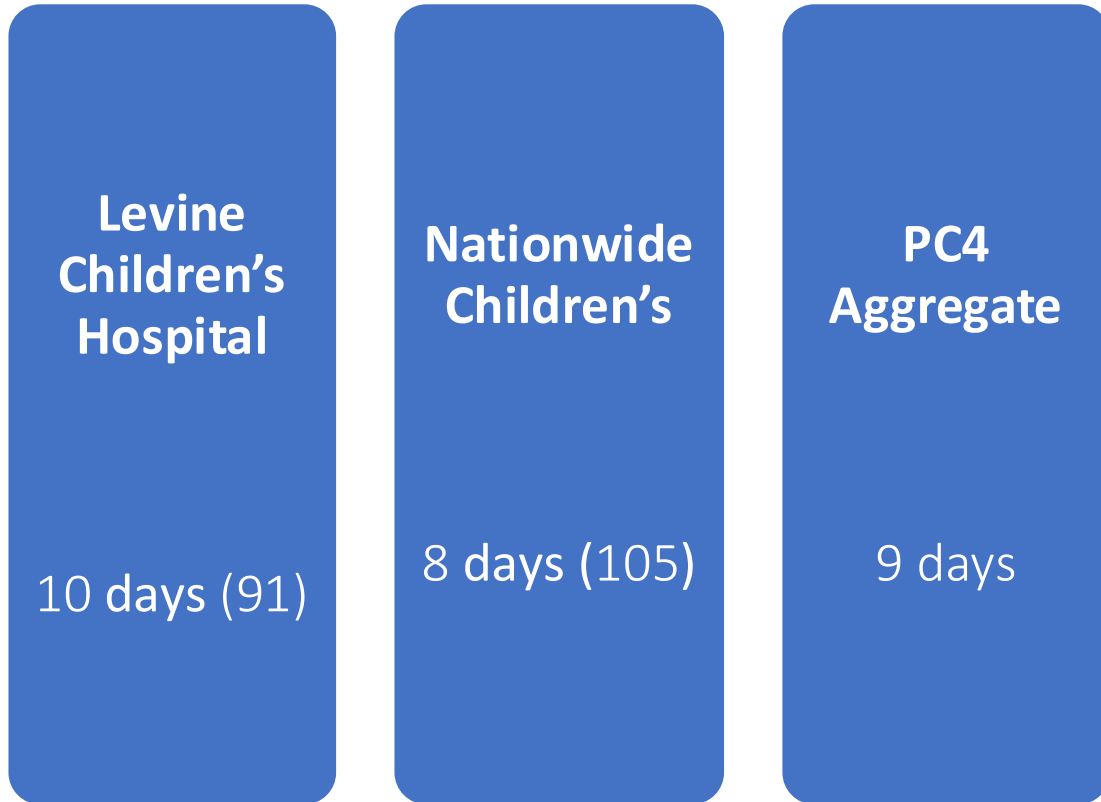 Levine
Children’s
Hospital
10 days (91)
Nationwide
Children’s
8 days (105)
PC4
Aggregate
9 days